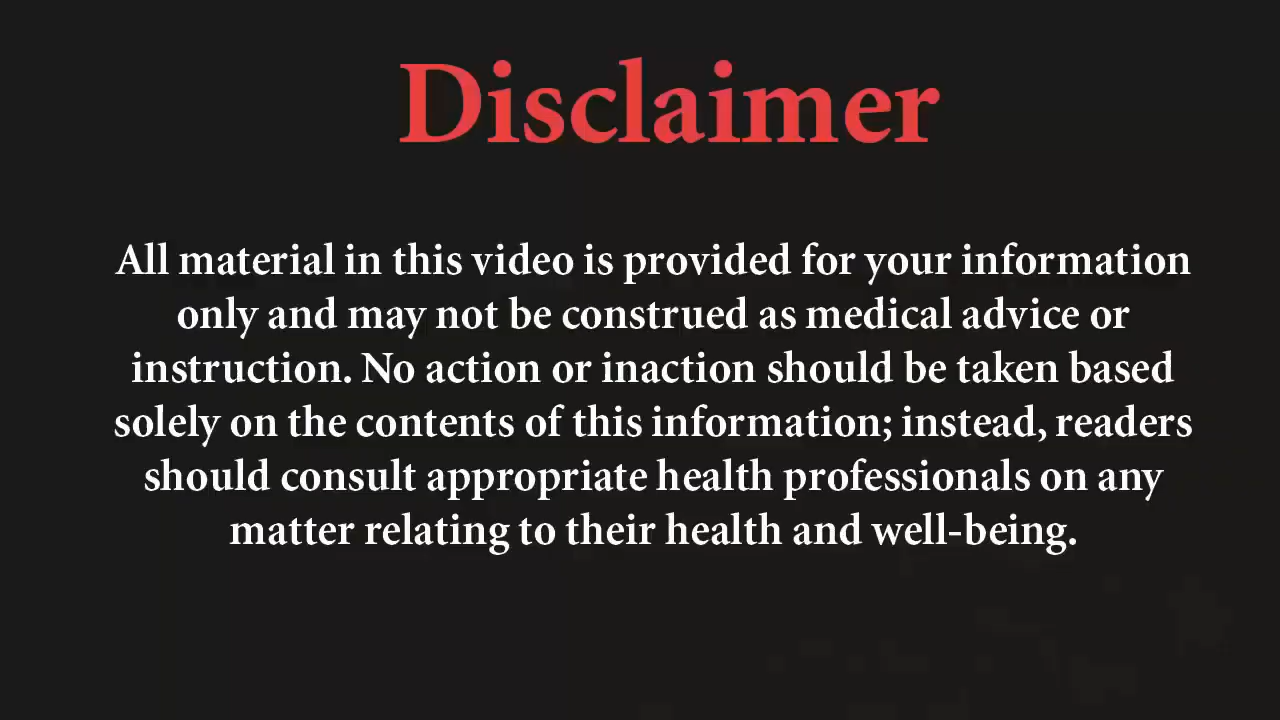 Disclaimer
All material in this video is provided for your information
only and may not be construed as medical advice or
instruction. No action or inaction should be taken based
solely on the contents of this information; instead, readers
should consult appropriate health professionals on any
matter relating to their health and well-being.